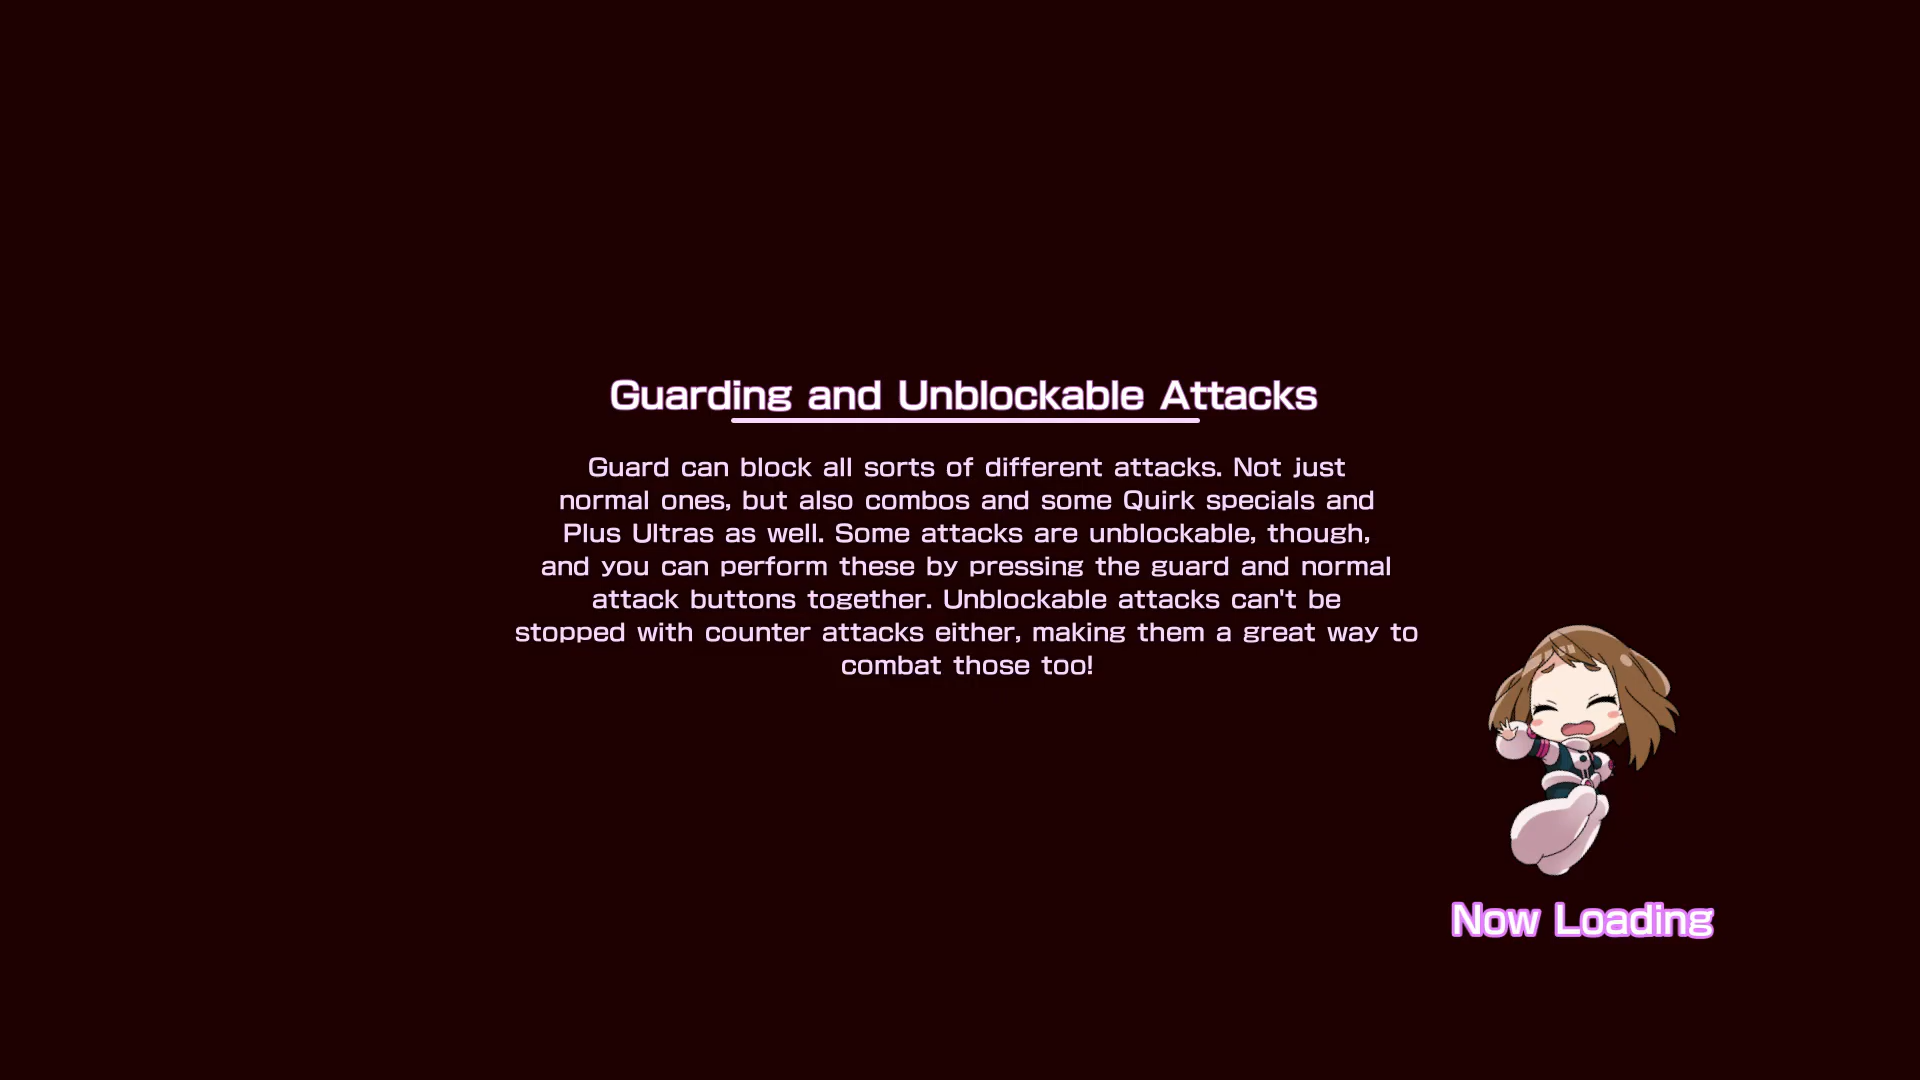 Guarding and Unblockable Attacks
Guard can block all sorts of different attacks. Not just
normal ones, but also combos and some Quirk specials and
Plus Ultras as well. Some attacks are unblockable, though,
and you can perform these by pressing the guard and normal
attack buttons together. Unblockable attacks can't be
stopped with counter attacks either, making them a great way to
combat those too!
Now Loading